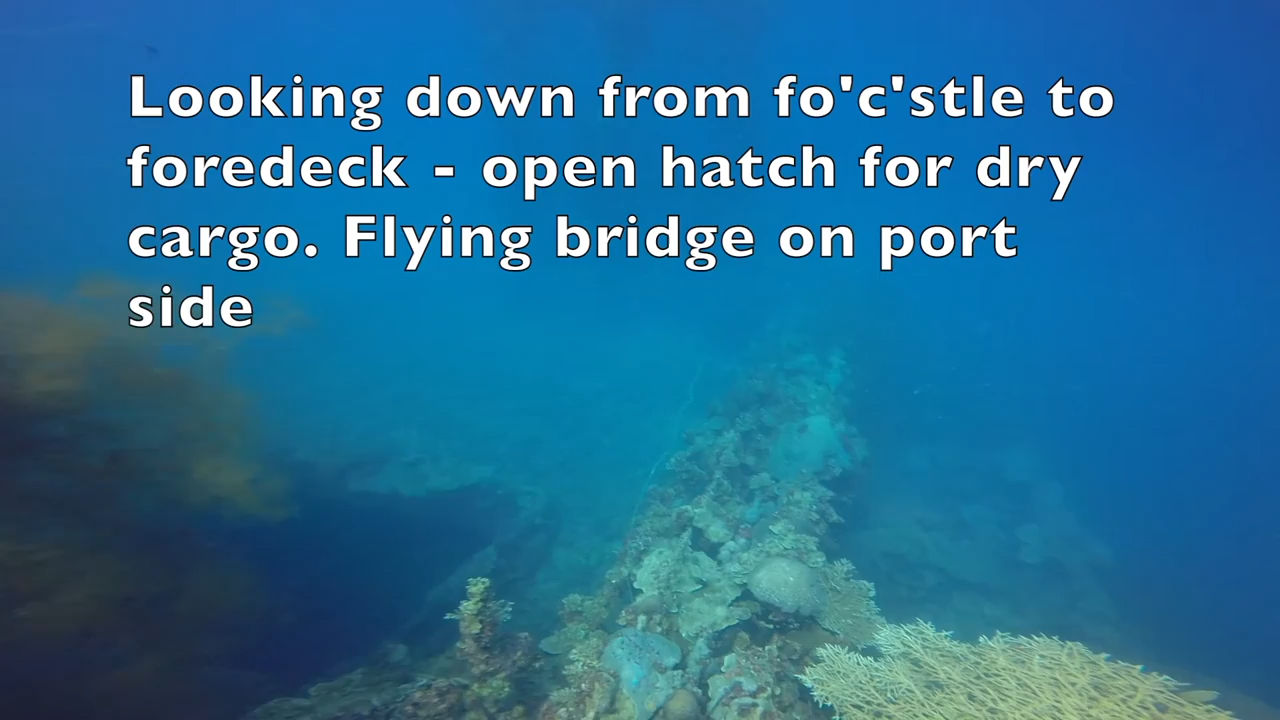 Looking down from fo'c'stle to
foredeck - open hatch for dry
cargo. Flying bridge on port
side